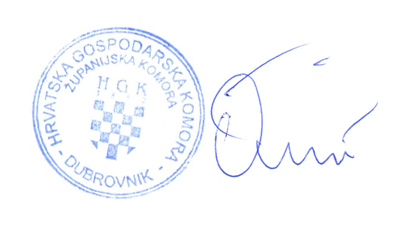 HRVATSKA GOSPODARSKA KOMORA
ŽUPANIJSKA KOMORA
H G K
- DUBROVNIK -